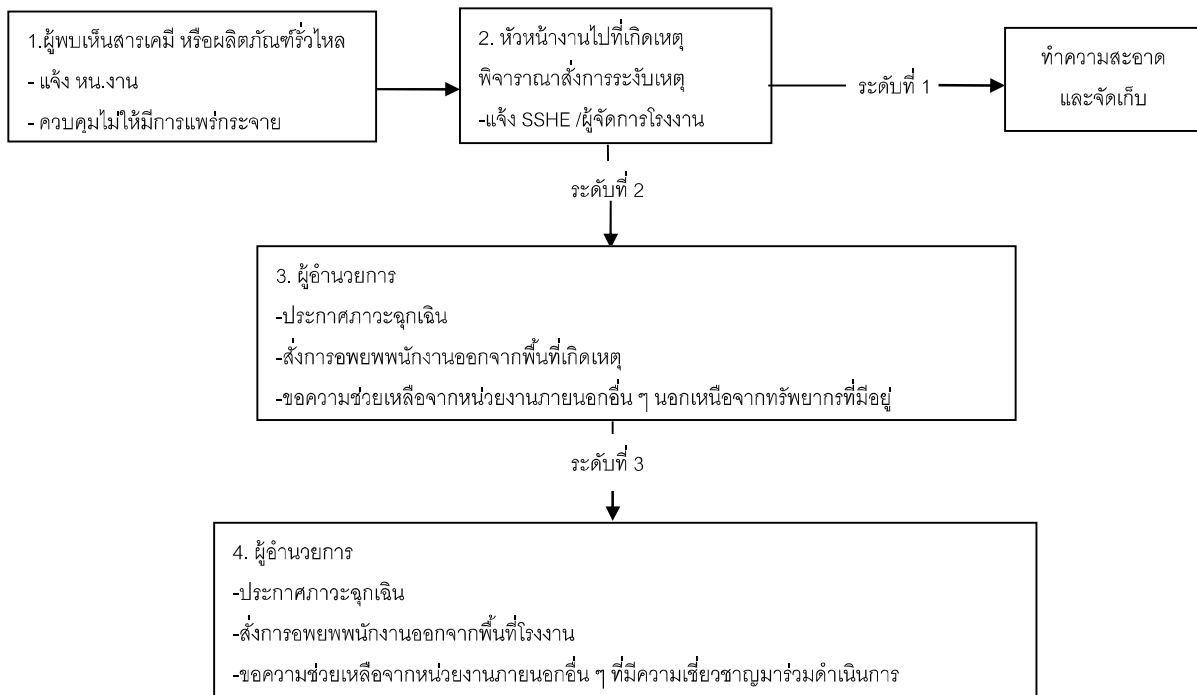 1.ผู้พบเห็นสารเคมี หรือผลิตภัณฑ์รั่วไหล
- แจ้ง หน.งาน
- ควบคุมไม่ให้มีการแพร่กระจาย
2. หัวหน้างานไปที่เกิดเหตุ
พิจาราณาสั่งการระงับเหตุ
-แจ้ง SSHE /ผู้จัดการโรงงาน
ระดับที่ 1
ทำความสะอาด
และจัดเก็บ
ระดับที่ 2
3. ผู้อำนวยการ
-ประกาศภาวะฉุกเฉิน
-สั่งการอพยพพนักงานออกจากพื้นที่เกิดเหตุ
-ขอความช่วยเหลือจากหน่วยงานภายนอกอื่น ๆ นอกเหนือจากทรัพยากรที่มีอยู่
ระดับที่ 3
4. ผู้อำนวยการ
-ประกาศภาวะฉุกเฉิน
-สั่งการอพยพพนักงานออกจากพื้นที่โรงงาน
-ขอความช่วยเหลือจากหน่วยงานภายนอกอื่น ๆ ที่มีความเชี่ยวชาญมาร่วมดำเนินการ